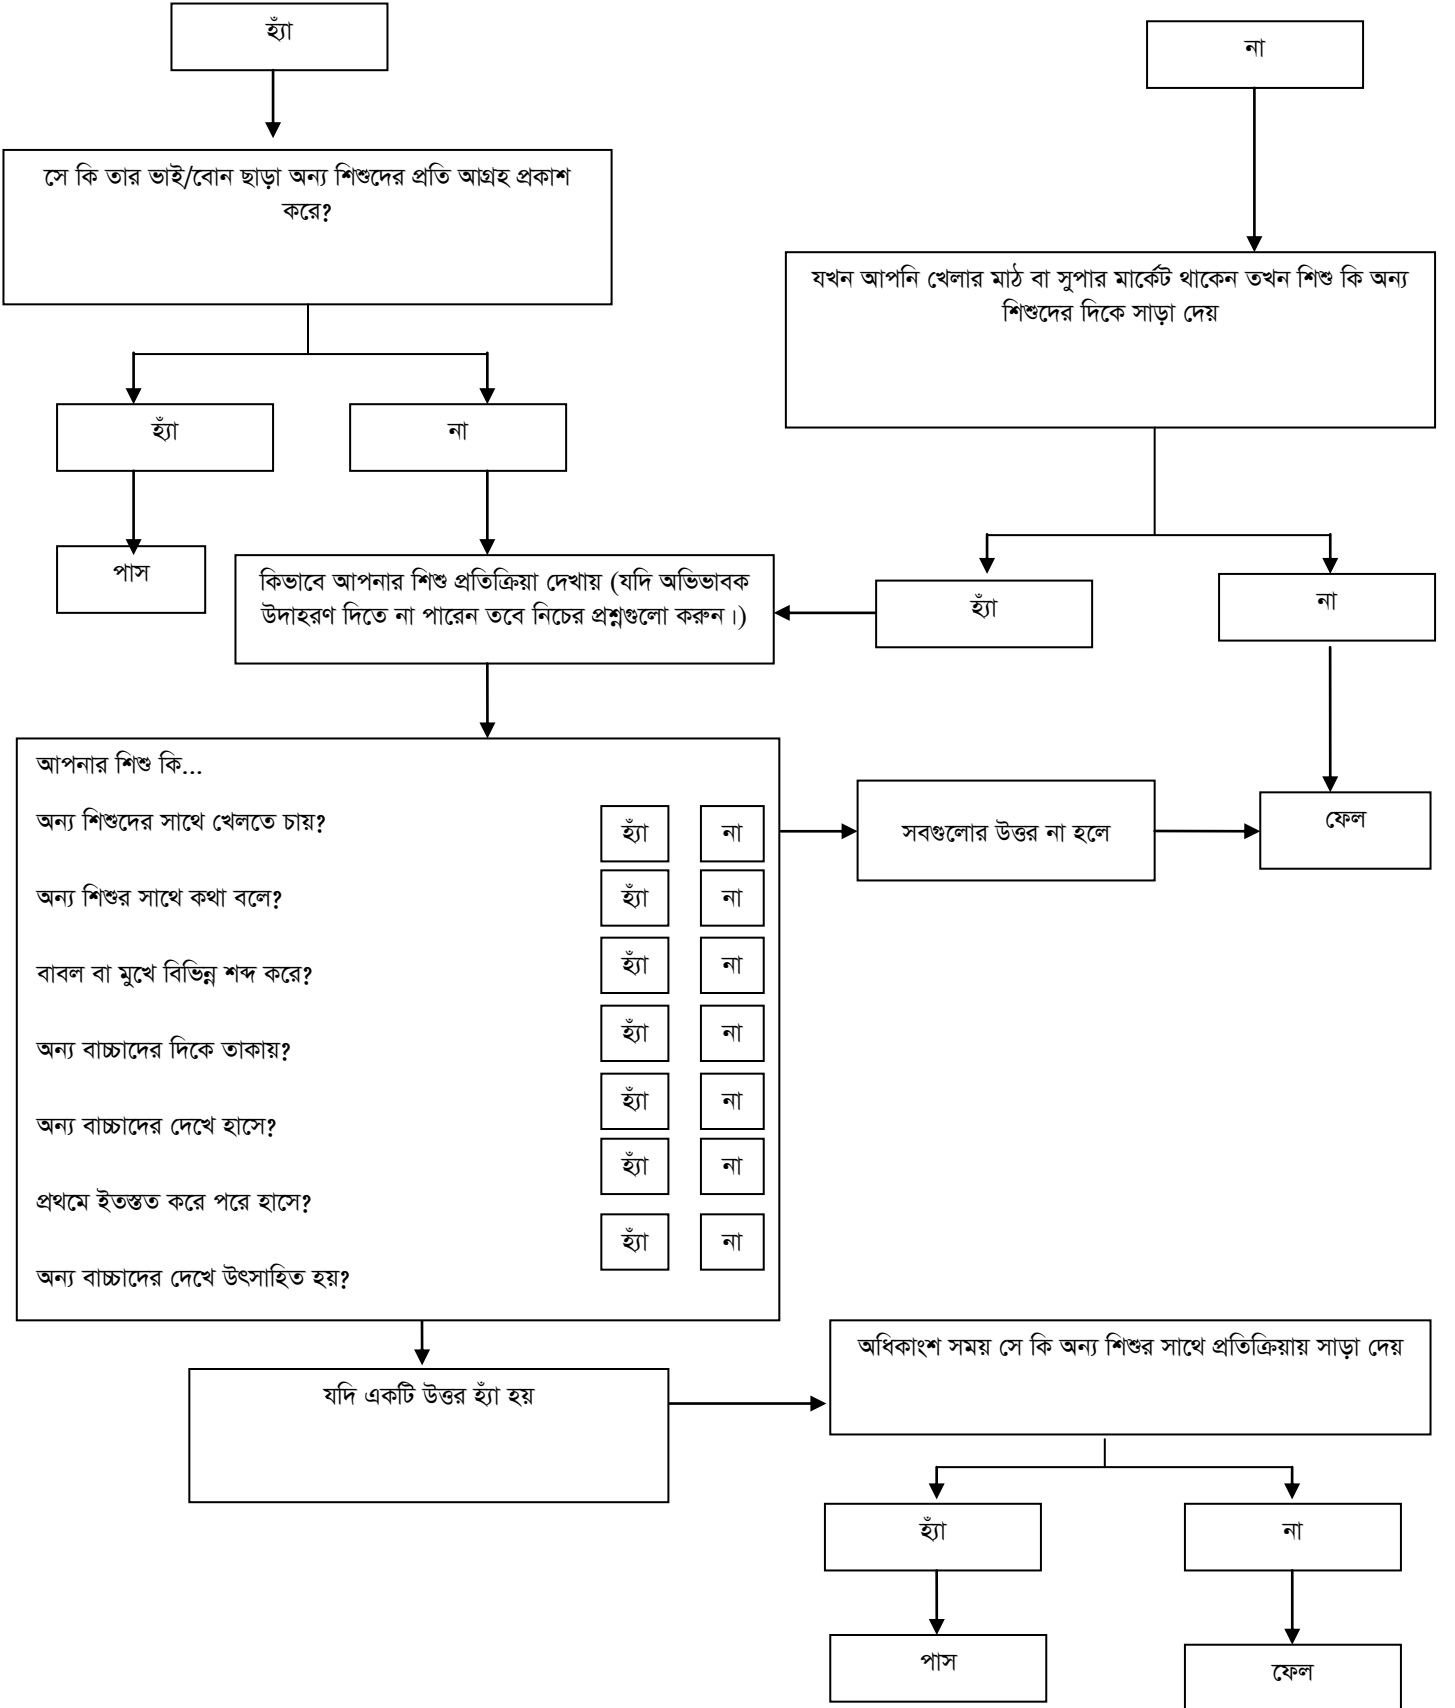 হ্যাঁ
না
সে কি তার ভাই/বোন ছাড়া অন্য শিশুদের প্রতি আগ্রহ প্রকাশ
করে?
যখন আপনি খেলার মাঠ বা সুপার মার্কেট থাকেন তখন শিশু কি অন্য
শিশুদের দিকে সাড়া দেয়
হ্যাঁ
না
পাস
কিভাবে আপনার শিশু প্রতিক্রিয়া দেখায় (যদি অভিভাবক
উদাহরণ দিতে না পারেন তবে নিচের প্রশ্নগুলো করুন।)
হ্যাঁ
না
আপনার শিশু কি...
অন্য শিশুদের সাথে খেলতে চায়?
হ্যাঁ
না
সবগুলোর উত্তর না হলে
ফেল
অন্য শিশুর সাথে কথা বলে?
হ্যাঁ
না
বাবল বা মুখে বিভিন্ন শব্দ করে?
হ্যাঁ
না
অন্য বাচ্চাদের দিকে তাকায়?
হ্যাঁ
না
অন্য বাচ্চাদের দেখে হাসে?
হ্যাঁ
না
প্রথমে ইতস্তত করে পরে হাসে?
হ্যাঁ
না
অন্য বাচ্চাদের দেখে উৎসাহিত হয়?
হ্যাঁ
না
যদি একটি উত্তর হ্যাঁ হয়
অধিকাংশ সময় সে কি অন্য শিশুর সাথে প্রতিক্রিয়ায় সাড়া দেয়
হ্যাঁ
না
পাস
ফেল